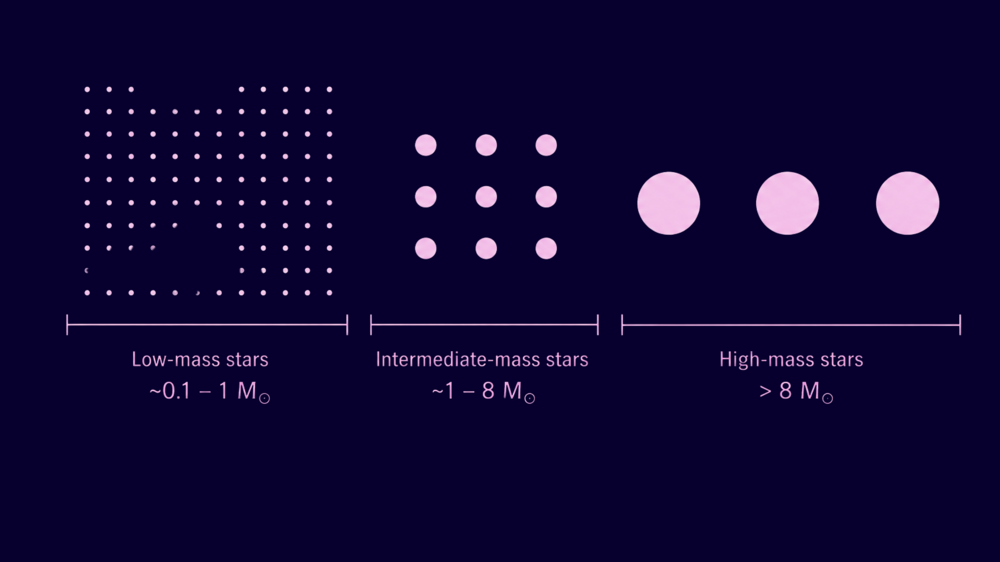 Low-mass stars
~0.1 – 1 M☉
Intermediate-mass stars
~1 – 8 M☉
High-mass stars
> 8 M☉